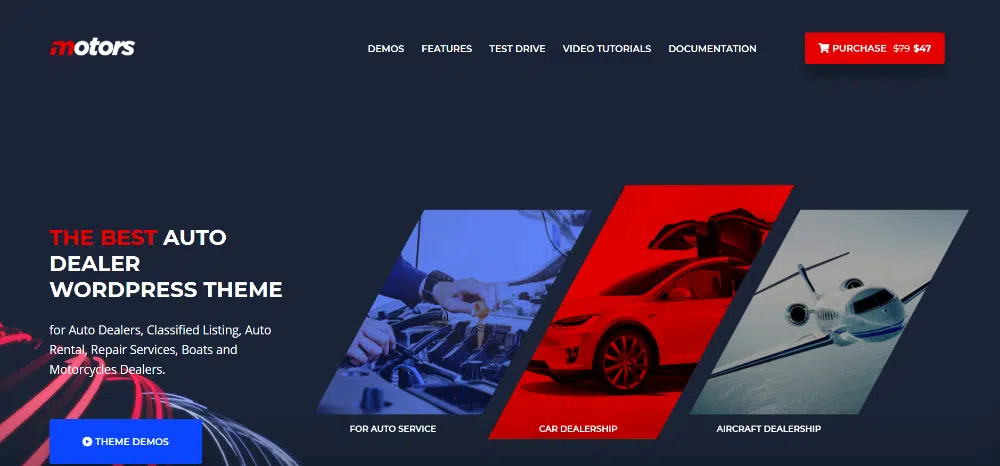 motors
DEMOS FEATURES TEST DRIVE VIDEO TUTORIALS DOCUMENTATION
PURCHASE $79 $47
THE BEST AUTO
DEALER
WORDPRESS THEME
for Auto Dealers, Classified Listing, Auto
Rental, Repair Services, Boats and
Motorcycles Dealers.
THEME DEMOS
FOR AUTO SERVICE
CAR DEALERSHIP
AIRCRAFT DEALERSHIP